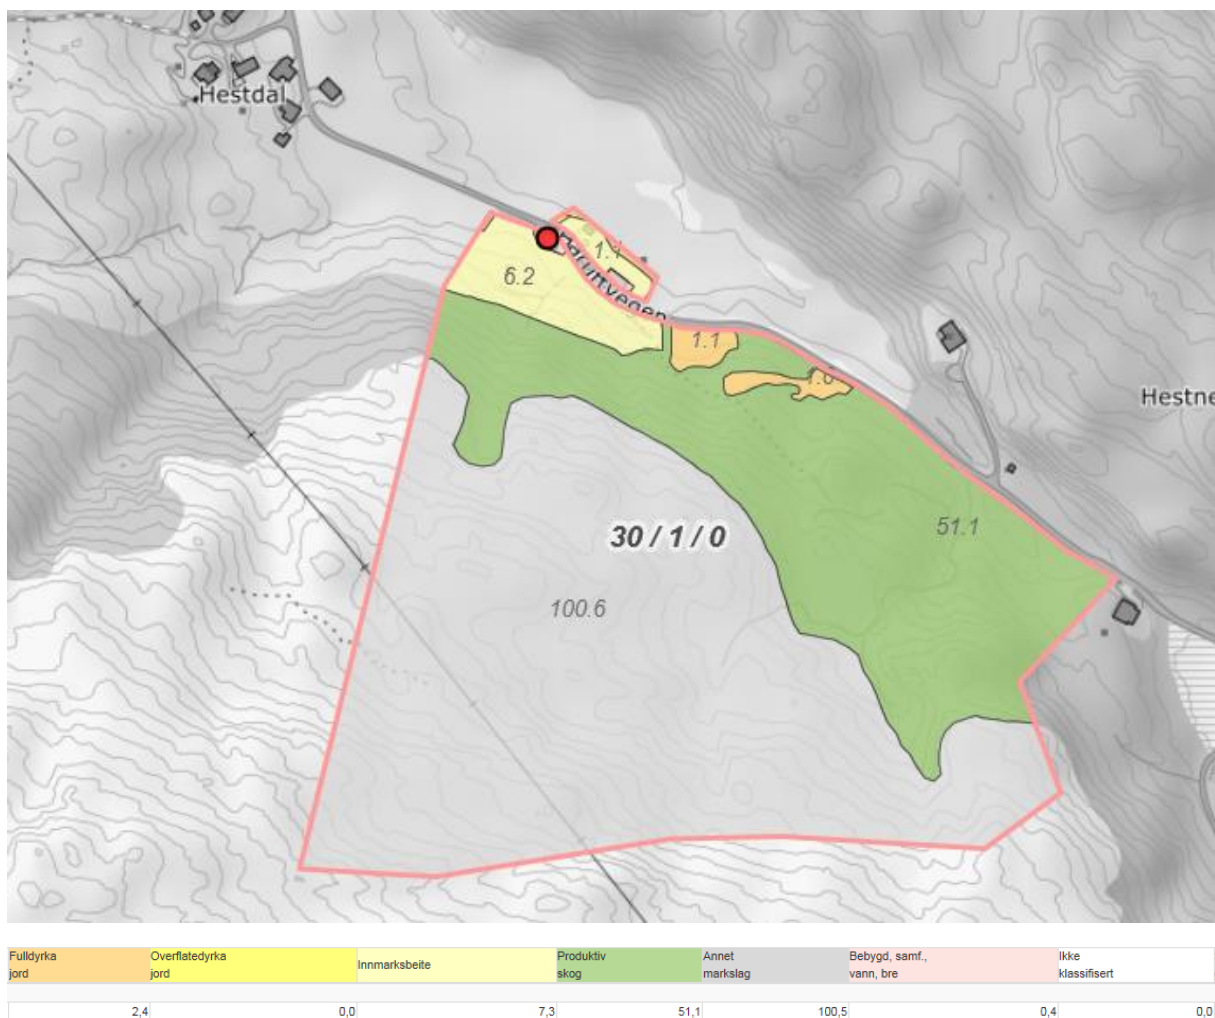 Hestdal
1.1
6.2
1.1
Hestne
51.1
30 / 1 / 0
100.6
Fulldyrka
jord
Overflatedyrka
jord
Innmarksbeite
Produktiv
skog
Annet
markslag
Bebygd, samf.,
vann, bre
Ikke
klassifisert
2,4
0,0
7,3
51,1
100,5
0,4
0,0